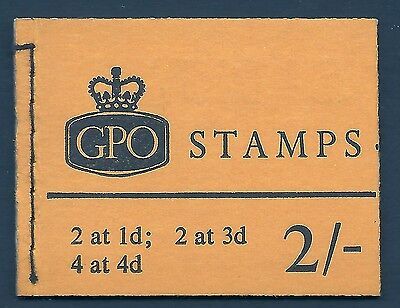 GPO STAMPS
2 at 1d; 2 at 3d
4 at 4d
2/-